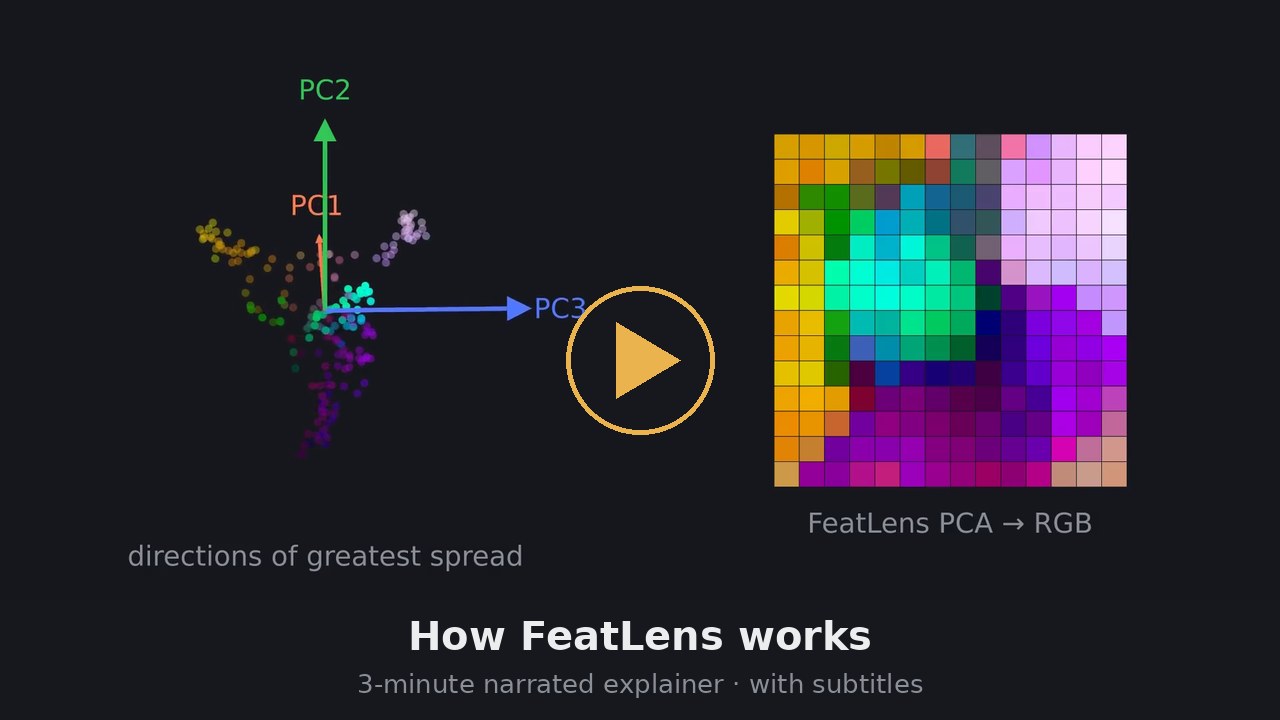 PC2
PC1
PC3
FeatLens PCA → RGB
directions of greatest spread
How FeatLens works
3-minute narrated explainer · with subtitles